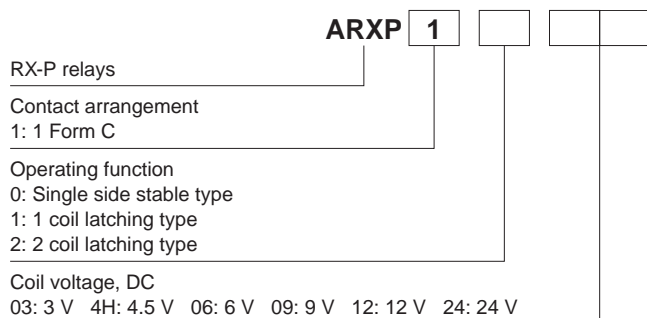 ARXP 1
RX-P relays
Contact arrangement
1: 1 Form C
Operating function
0: Single side stable type
1: 1 coil latching type
2: 2 coil latching type
Coil voltage, DC
03: 3 V 4H: 4.5 V 06: 6 V 09: 9 V 12: 12 V 24: 24 V